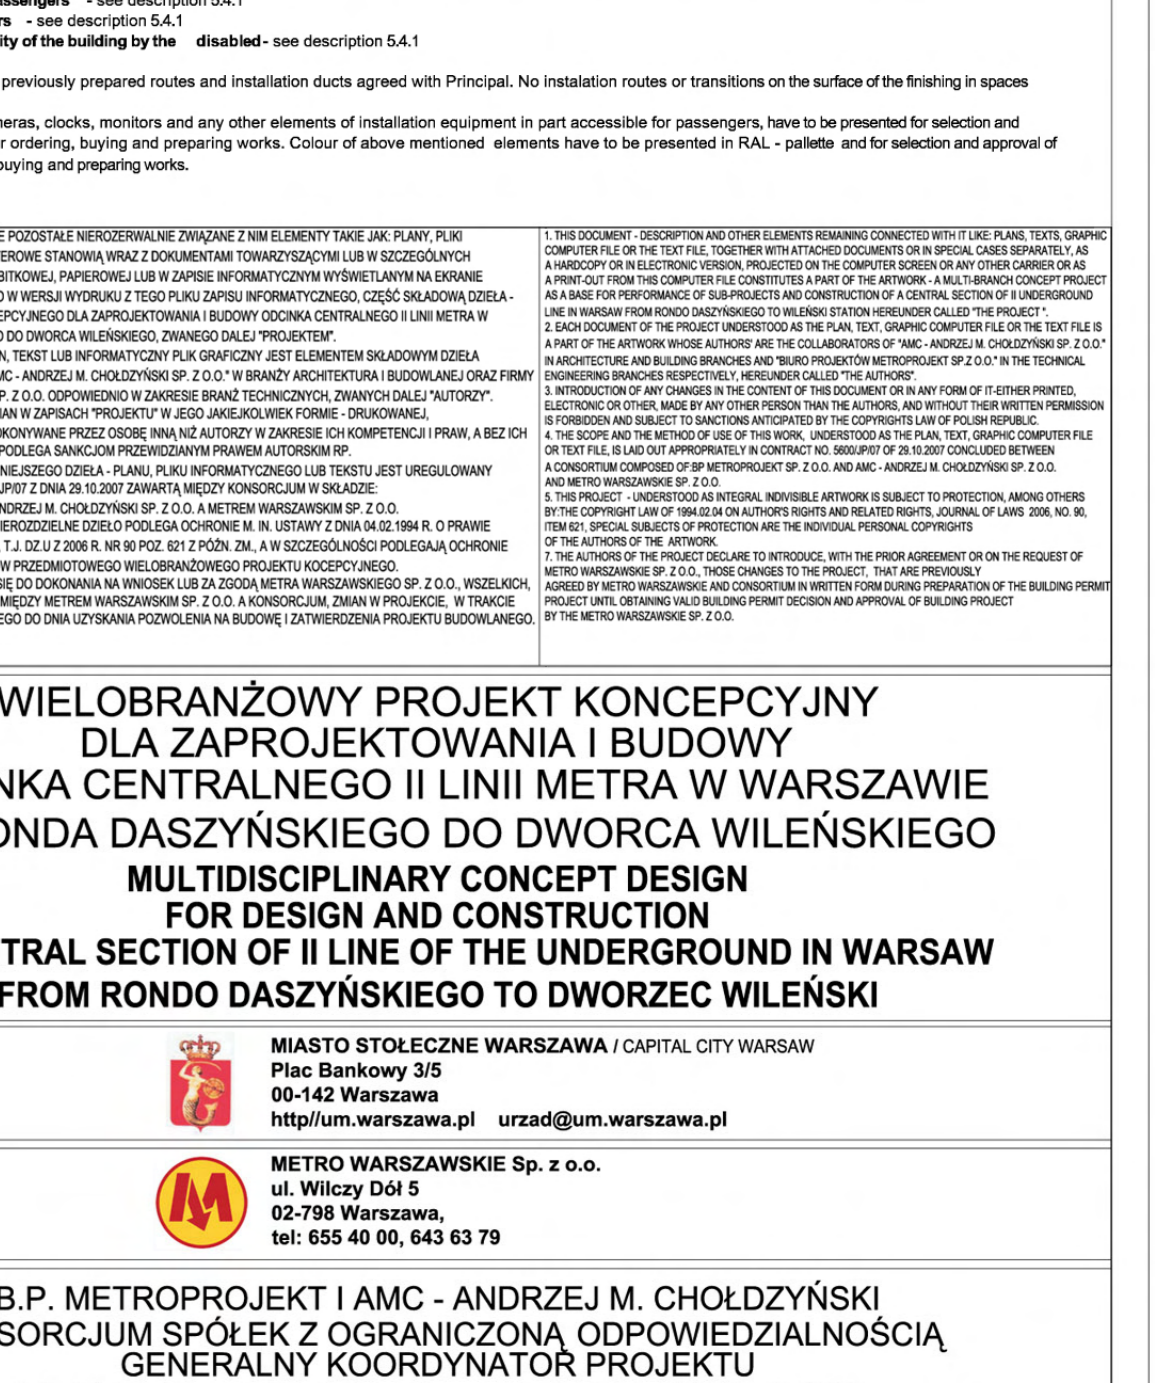 - see description 5.4.1
rs - see description 5.4.1
ity of the building by the disabled- see description 5.4.1
previously prepared routes and installation ducts agreed with Principal. No instalation routes or transitions on the surface of the finishing in spaces
neras, clocks, monitors and any other elements of installation equipment in part accessible for passengers, have to be presented for selection and
r ordering, buying and preparing works. Colour of above mentioned elements have to be presented in RAL - pallette and for selection and approval of
buying and preparing works.
E POZOSTAŁE NIEROZERWALNIE ZWIĄZANE Z NIM ELEMENTY TAKIE JAK: PLANY, PLIKI
TEROWE STANOWIĄ WRAZ Z DOKUMENTAMI TOWARZYSZĄCYMI LUB W SZCZEGÓLNYCH
BITKOWEJ, PAPIEROWEJ LUB W ZAPISIE INFORMATYCZNYM WYŚWIETLANYM NA EKRANIE
O W WERSJI WYDRUKU Z TEGO PLIKU ZAPISU INFORMATYCZNEGO, CZĘŚĆ SKŁADOWĄ DZIEŁA -
EPCYJNEGO DLA ZAPROJEKTOWANIA I BUDOWY ODCINKA CENTRALNEGO II LINII METRA W
O DO DWORCA WILEŃSKIEGO, ZWANEGO DALEJ "PROJEKTEM".
N, TEKST LUB INFORMATYCZNY PLIK GRAFICZNY JEST ELEMENTEM SKŁADOWYM DZIEŁA
MC - ANDRZEJ M. CHOŁDZYŃSKI SP. Z O.O." W BRANŻY ARCHITEKTURA I BUDOWLANEJ ORAZ FIRMY
P. Z O.O. ODPOWIEDNIO W ZAKRESIE BRANŻ TECHNICZNYCH, ZWANYCH DALEJ "AUTORZY".
IAN W ZAPISACH "PROJEKTU" W JEGO JAKIEJKOLWIEK FORMIE - DRUKOWANEJ,
OKONYWANE PRZEZ OSOBĘ INNĄ NIŻ AUTORZY W ZAKRESIE ICH KOMPETENCJI I PRAW, A BEZ ICH
PODLEGA SANKCJOM PRZEWIDZIANYM PRAWEM AUTORSKIM RP.
NIEJSZEGO DZIEŁA - PLANU, PLIKU INFORMATYCZNEGO LUB TEKSTU JEST UREGULOWANY
JP/07 Z DNIA 29.10.2007 ZAWARTĄ MIĘDZY KONSORCJUM W SKŁADZIE:
NDRZEJ M. CHOŁDZYŃSKI SP. Z O.O. A METREM WARSZAWSKIM SP. Z O.O.
IEROZDZIELNE DZIEŁO PODLEGA OCHRONIE M. IN. USTAWY Z DNIA 04.02.1994 R. O PRAWIE
, T.J. DZ.U Z 2006 R. NR 90 POZ. 621 Z PÓŹN. ZM., A W SZCZEGÓLNOŚCI PODLEGAJĄ OCHRONIE
W PRZEDMIOTOWEGO WIELOBRANŻOWEGO PROJEKTU KOCEPCYJNEGO.
SIĘ DO DOKONANIA NA WNIOSEK LUB ZA ZGODĄ METRA WARSZAWSKIEGO SP. Z O.O., WSZELKICH,
MIĘDZY METREM WARSZAWSKIM SP. Z O.O. A KONSORCJUM, ZMIAN W PROJEKCIE, W TRAKCIE
EGO DO DNIA UZYSKANIA POZWOLENIA NA BUDOWĘ I ZATWIERDZENIA PROJEKTU BUDOWLANEGO.
1. THIS DOCUMENT - DESCRIPTION AND OTHER ELEMENTS REMAINING CONNECTED WITH IT LIKE: PLANS, TEXTS, GRAPHIC
COMPUTER FILE OR THE TEXT FILE, TOGETHER WITH ATTACHED DOCUMENTS OR IN SPECIAL CASES SEPARATELY, AS
A HARDCOPY OR IN ELECTRONIC VERSION, PROJECTED ON THE COMPUTER SCREEN OR ANY OTHER CARRIER OR AS
A PRINT-OUT FROM THIS COMPUTER FILE CONSTITUTES A PART OF THE ARTWORK - A MULTI-BRANCH CONCEPT PROJECT
AS A BASE FOR PERFORMANCE OF SUB-PROJECTS AND CONSTRUCTION OF A CENTRAL SECTION OF II UNDERGROUND
LINE IN WARSAW FROM RONDO DASZYŃSKIEGO TO WILEŃSKI STATION HEREUNDER CALLED "THE PROJECT ".
2. EACH DOCUMENT OF THE PROJECT UNDERSTOOD AS THE PLAN, TEXT, GRAPHIC COMPUTER FILE OR THE TEXT FILE IS
A PART OF THE ARTWORK WHOSE AUTHORS' ARE THE COLLABORATORS OF "AMC - ANDRZEJ M. CHOŁDZYŃSKI SP. Z O.O."
IN ARCHITECTURE AND BUILDING BRANCHES AND "BIURO PROJEKTÓW METROPROJEKT SP.Z O.O." IN THE TECHNICAL
ENGINEERING BRANCHES RESPECTIVELY, HEREUNDER CALLED "THE AUTHORS".
3. INTRODUCTION OF ANY CHANGES IN THE CONTENT OF THIS DOCUMENT OR IN ANY FORM OF IT-EITHER PRINTED,
ELECTRONIC OR OTHER, MADE BY ANY OTHER PERSON THAN THE AUTHORS, AND WITHOUT THEIR WRITTEN PERMISSION
IS FORBIDDEN AND SUBJECT TO SANCTIONS ANTICIPATED BY THE COPYRIGHTS LAW OF POLISH REPUBLIC.
4. THE SCOPE AND THE METHOD OF USE OF THIS WORK, UNDERSTOOD AS THE PLAN, TEXT, GRAPHIC COMPUTER FILE
OR TEXT FILE, IS LAID OUT APPROPRIATELY IN CONTRACT NO. 5600/JP/07 OF 29.10.2007 CONCLUDED BETWEEN
A CONSORTIUM COMPOSED OF:BP METROPROJEKT SP. Z O.O. AND AMC - ANDRZEJ M. CHOŁDZYŃSKI SP. Z O.O.
AND METRO WARSZAWSKIE SP. Z O.O.
5. THIS PROJECT - UNDERSTOOD AS INTEGRAL INDIVISIBLE ARTWORK IS SUBJECT TO PROTECTION, AMONG OTHERS
BY:THE COPYRIGHT LAW OF 1994.02.04 ON AUTHOR'S RIGHTS AND RELATED RIGHTS, JOURNAL OF LAWS 2006, NO. 90,
ITEM 621, SPECIAL SUBJECTS OF PROTECTION ARE THE INDIVIDUAL PERSONAL COPYRIGHTS
OF THE AUTHORS OF THE ARTWORK.
7. THE AUTHORS OF THE PROJECT DECLARE TO INTRODUCE, WITH THE PRIOR AGREEMENT OR ON THE REQUEST OF
METRO WARSZAWSKIE SP. Z O.O., THOSE CHANGES TO THE PROJECT, THAT ARE PREVIOUSLY
AGREED BY METRO WARSZAWSKIE AND CONSORTIUM IN WRITTEN FORM DURING PREPARATION OF THE BUILDING PERMIT
PROJECT UNTIL OBTAINING VALID BUILDING PERMIT DECISION AND APPROVAL OF BUILDING PROJECT
BY THE METRO WARSZAWSKIE SP. Z O.O.
WIELOBRANŻOWY PROJEKT KONCEPCYJNY
DLA ZAPROJEKTOWANIA I BUDOWY
NKA CENTRALNEGO II LINII METRA W WARSZAWIE
ONDA DASZYŃSKIEGO DO DWORCA WILEŃSKIEGO
MULTIDISCIPLINARY CONCEPT DESIGN
FOR DESIGN AND CONSTRUCTION
TRAL SECTION OF II LINE OF THE UNDERGROUND IN WARSAW
FROM RONDO DASZYŃSKIEGO TO DWORZEC WILEŃSKI
MIASTO STOŁECZNE WARSZAWA / CAPITAL CITY WARSAW
Plac Bankowy 3/5
00-142 Warszawa
http//um.warszawa.pl urzad@um.warszawa.pl
METRO WARSZAWSKIE Sp. z o.o.
ul. Wilczy Dół 5
02-798 Warszawa,
tel: 655 40 00, 643 63 79
B.P. METROPROJEKT I AMC - ANDRZEJ M. CHOŁDZYŃSKI
SORCJUM SPÓŁEK Z OGRANICZONĄ ODPOWIEDZIALNOŚCIĄ
GENERALNY KOORDYNATOR PROJEKTU